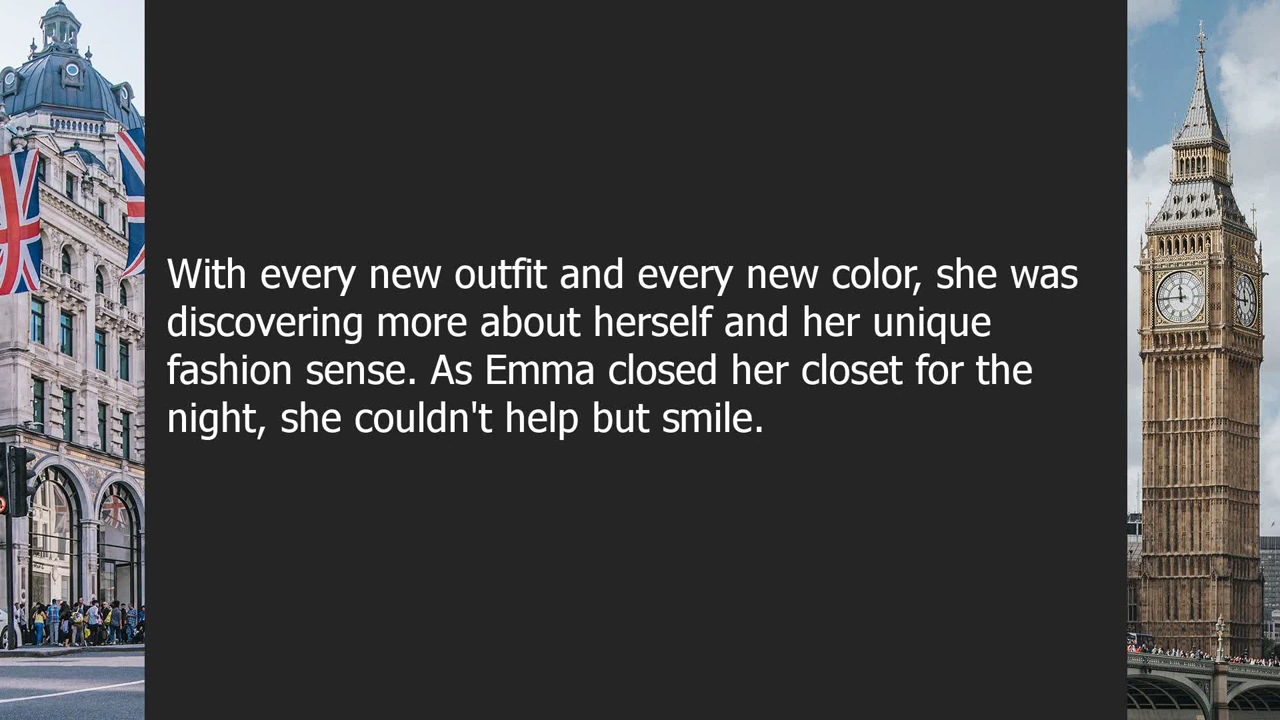 With every new outfit and every new color, she was
discovering more about herself and her unique
fashion sense. As Emma closed her closet for the
night, she couldn't help but smile.